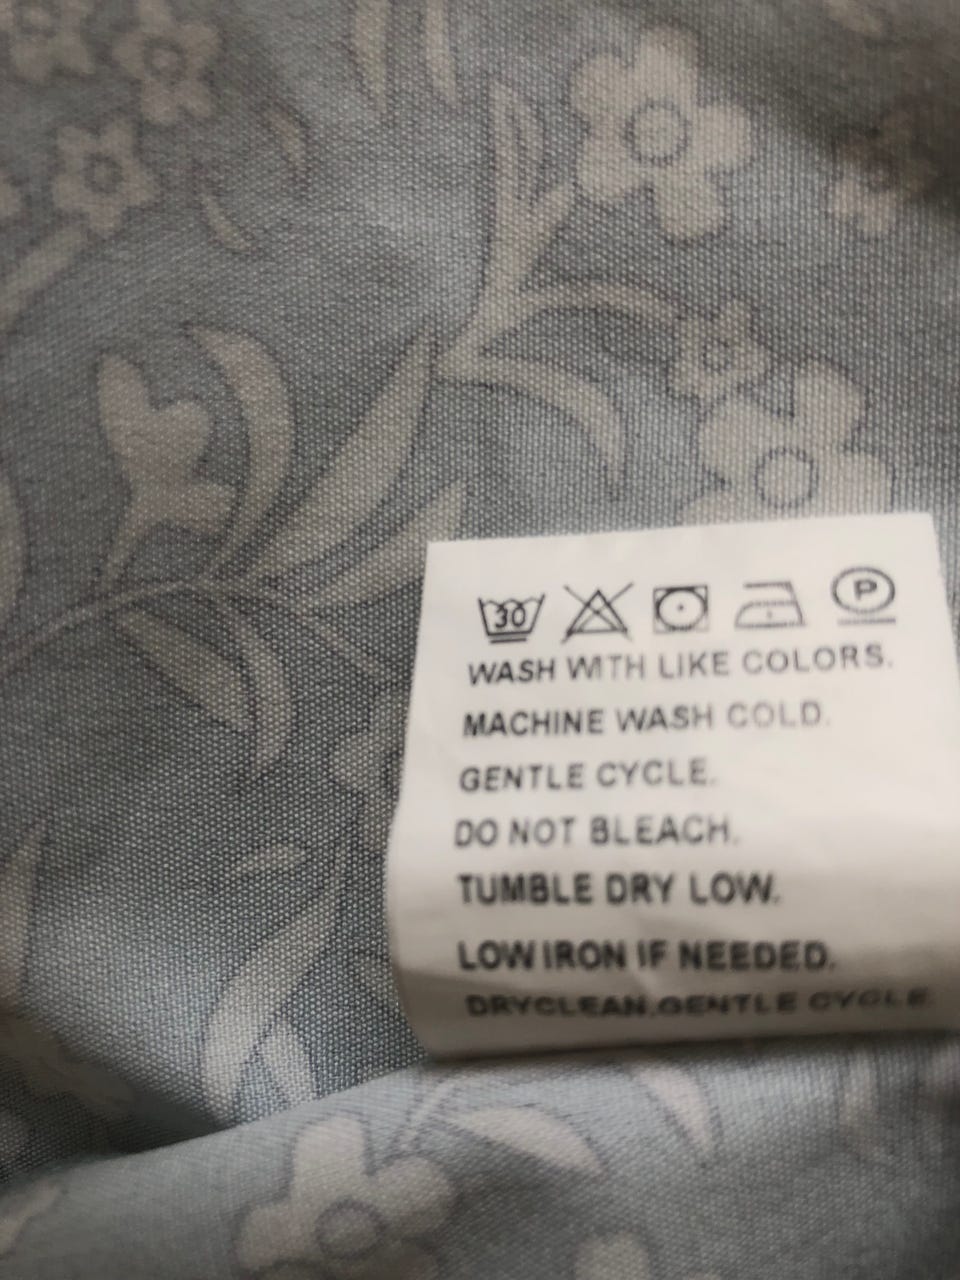 30 P
WASH WITH LIKE COLORS.
MACHINE WASH COLD.
GENTLE CYCLE.
DO NOT BLEACH.
TUMBLE DRY LOW.
LOW IRON IF NEEDED.
DRYCLEAN,GENTLE CYCLE